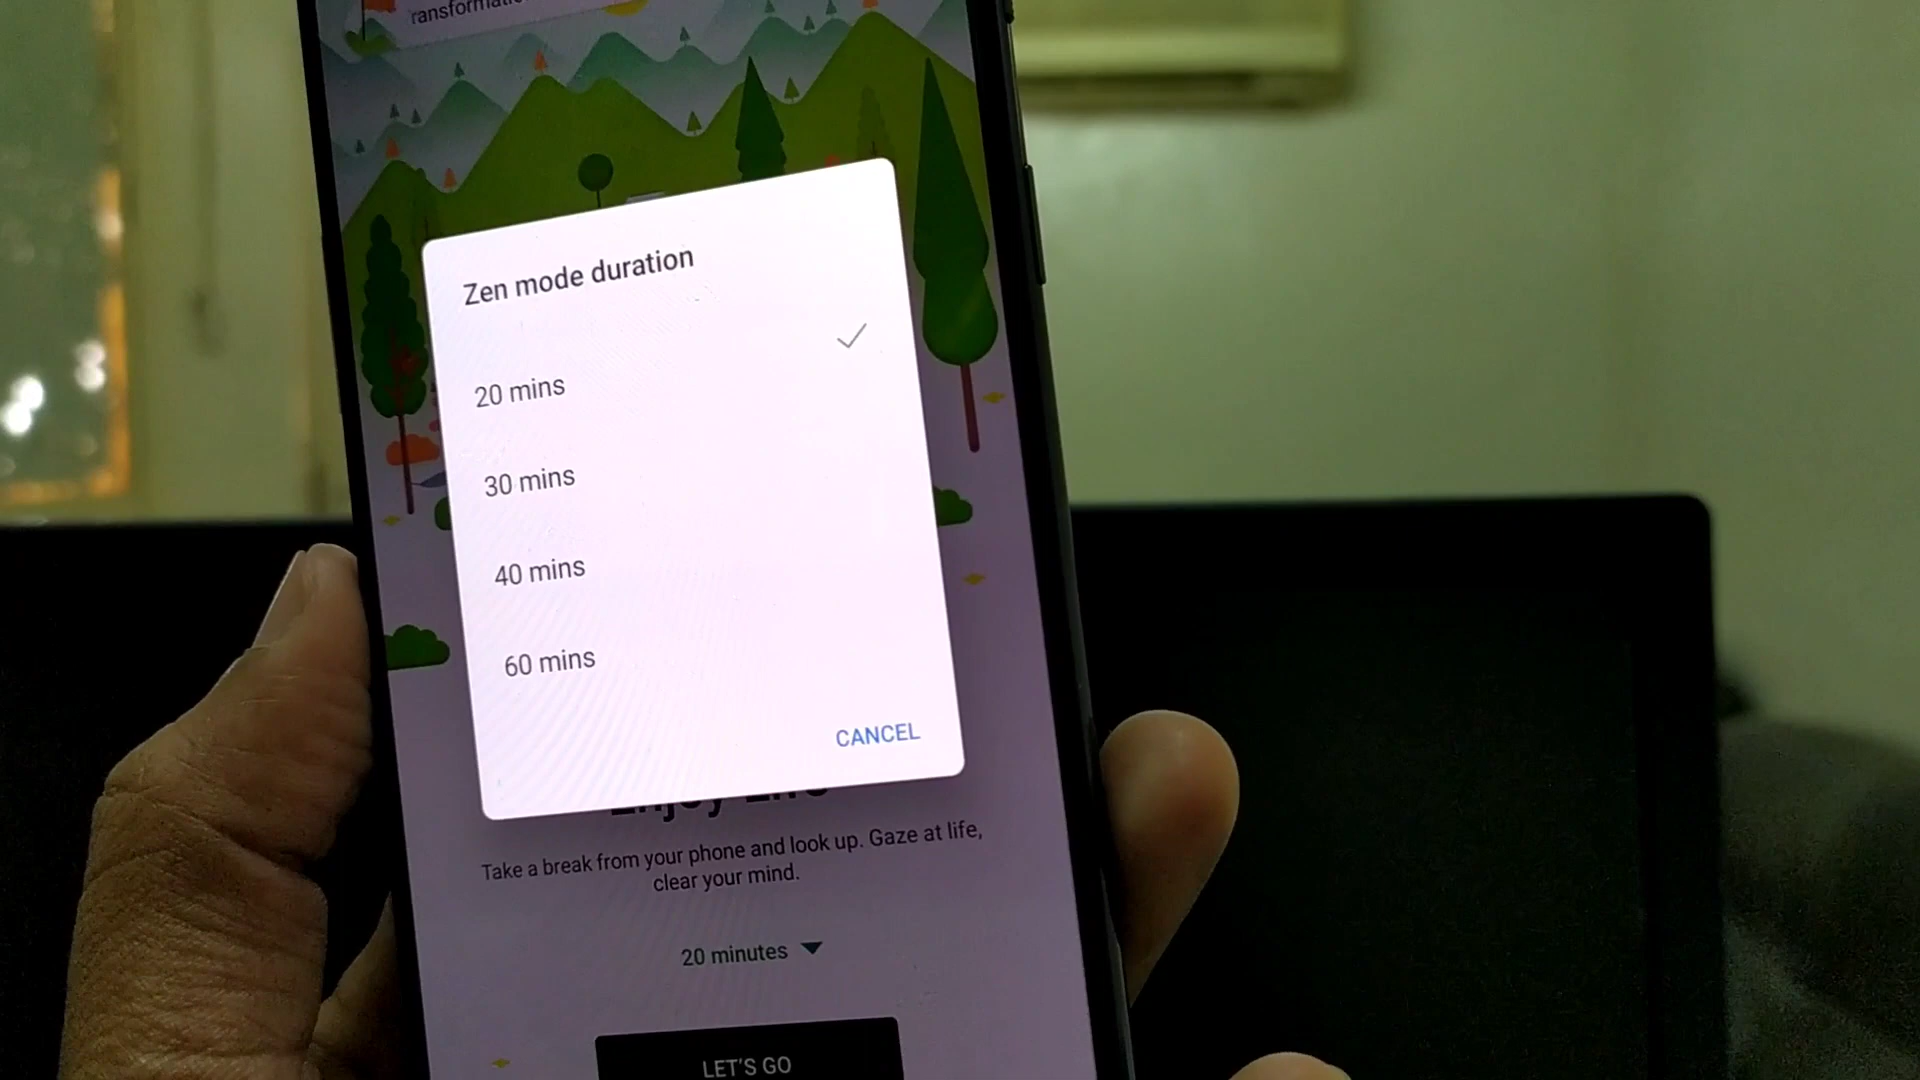 Zen mode duration
20 mins
30 mins
40 mins
60 mins
CANCEL
Take a break from your phone and look up. Gaze at life,
clear your mind.
20 minutes
LET'S GO